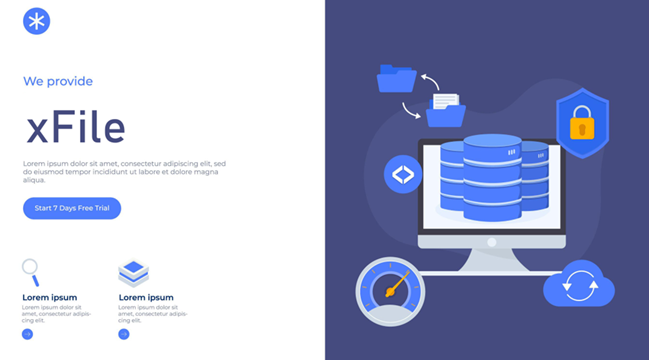 We provide
xFile
Lorem ipsum dolor sit amet, consectetur adipiscing elit, sed
do eiusmod tempor incididunt ut labore et dolore magna
aliqua.
Start 7 Days Free Trial
Lorem ipsum
Lorem ipsum dolor sit
amet, consectetur adipis-
cing elit.
Lorem ipsum
Lorem ipsum dolor sit
amet, consectetur adipis-
cing elit.